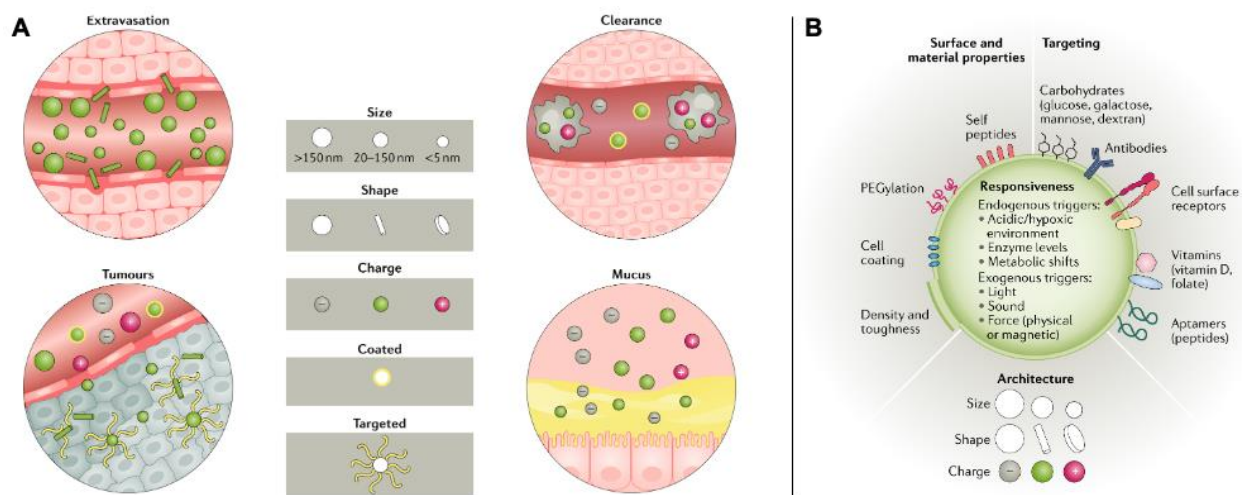 A
Extravasation
Clearance
Size
>150 nm 20–150 nm <5 nm
Shape
Charge
−
+
Coated
Targeted
Tumours
Mucus
B
Surface and
material properties
Targeting
Carbohydrates
(glucose, galactose,
mannose, dextran)
Self
peptides
Antibodies
PEGylation
Cell surface
receptors
Cell
coating
Vitamins
(vitamin D,
folate)
Density and
toughness
Aptamers
(peptides)
Responsiveness
Endogenous triggers:
• Acidic/hypoxic
environment
• Enzyme levels
• Metabolic shifts
Exogenous triggers:
• Light
• Sound
• Force (physical
or magnetic)
Architecture
Size
Shape
Charge
−
+